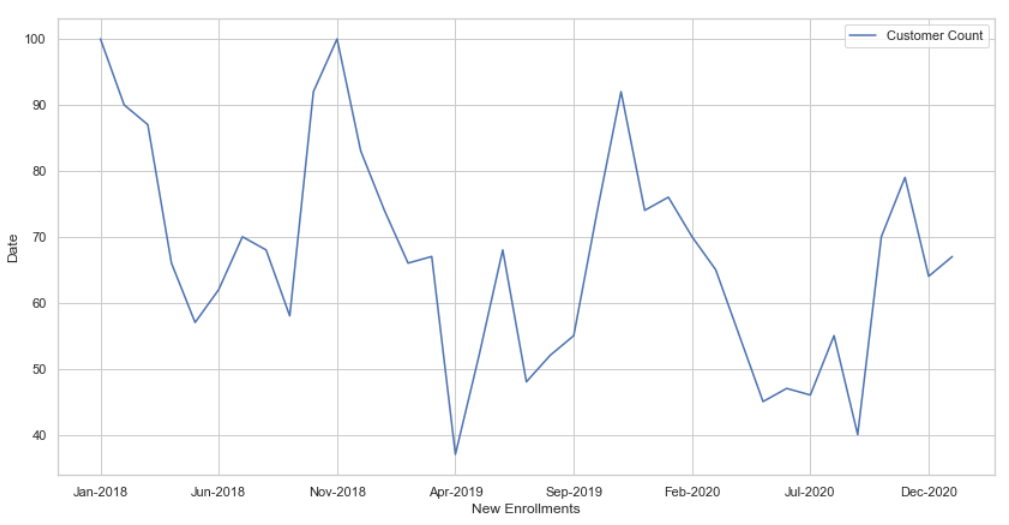 Customer Count
100
90
80
70
60
50
40
Date
Jan-2018 Jun-2018 Nov-2018 Apr-2019 Sep-2019 Feb-2020 Jul-2020 Dec-2020
New Enrollments